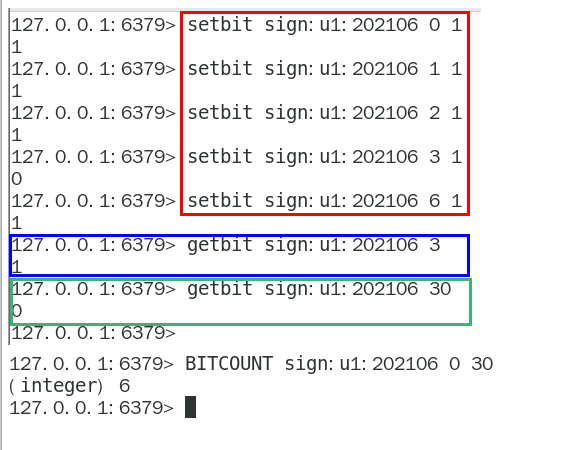 127.0.0.1:6379> setbit sign:u1:202106 0 1
1
127.0.0.1:6379> setbit sign:u1:202106 1 1
1
127.0.0.1:6379> setbit sign:u1:202106 2 1
1
127.0.0.1:6379> setbit sign:u1:202106 3 1
0
127.0.0.1:6379> setbit sign:u1:202106 6 1
1
127.0.0.1:6379> getbit sign:u1:202106 3
1
127.0.0.1:6379> getbit sign:u1:202106 30
0
127.0.0.1:6379>
127.0.0.1:6379> BITCOUNT sign:u1:202106 0 30
(integer) 6
127.0.0.1:6379>